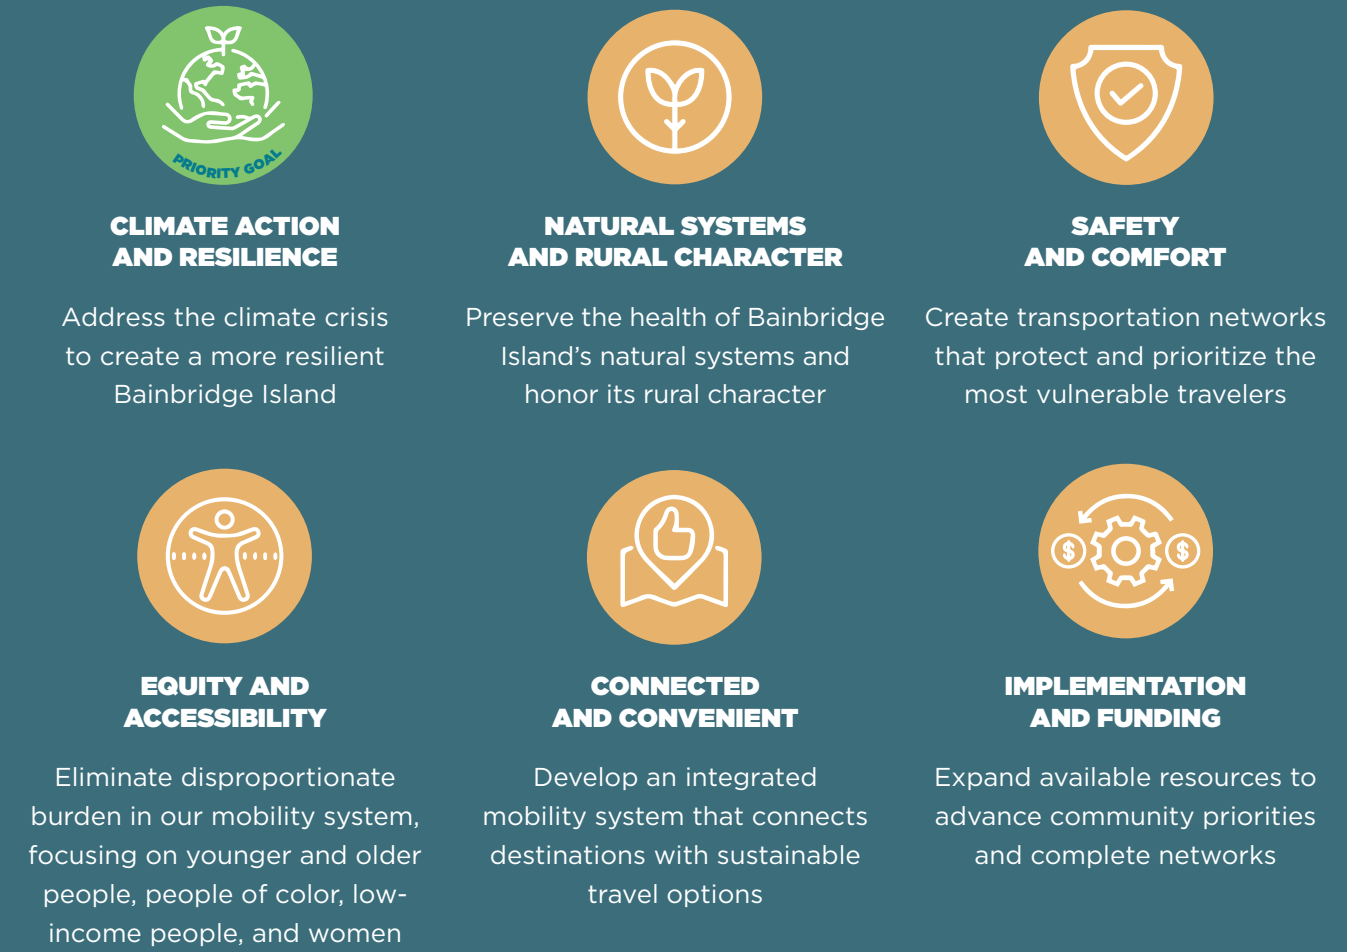 PRIORITY GOAL
CLIMATE ACTION
AND RESILIENCE
Address the climate crisis
to create a more resilient
Bainbridge Island
NATURAL SYSTEMS
AND RURAL CHARACTER
Preserve the health of Bainbridge
Island’s natural systems and
honor its rural character
SAFETY
AND COMFORT
Create transportation networks
that protect and prioritize the
most vulnerable travelers
EQUITY AND
ACCESSIBILITY
Eliminate disproportionate
burden in our mobility system,
focusing on younger and older
people, people of color, low-
income people, and women
CONNECTED
AND CONVENIENT
Develop an integrated
mobility system that connects
destinations with sustainable
travel options
$ $
IMPLEMENTATION
AND FUNDING
Expand available resources to
advance community priorities
and complete networks